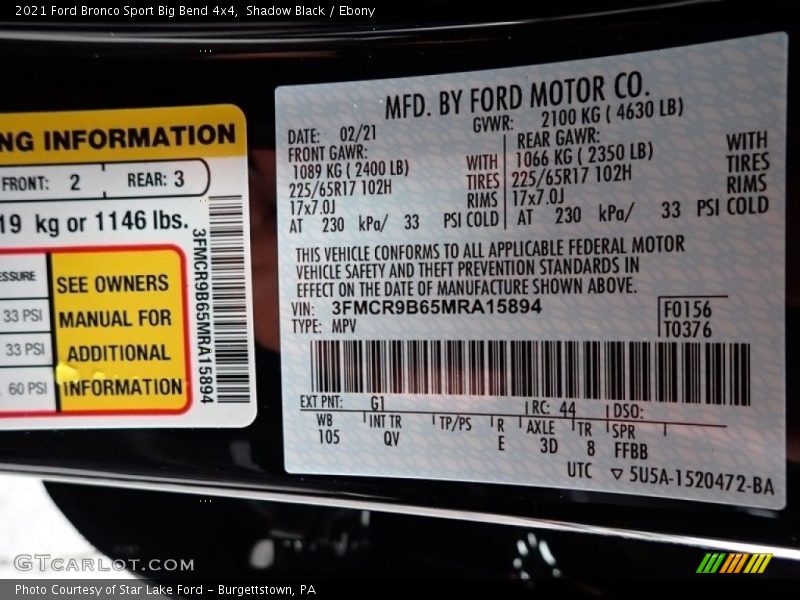 2021 Ford Bronco Sport Big Bend 4x4, Shadow Black / Ebony
NG INFORMATION
FRONT: 2 REAR: 3
19 kg or 1146 lbs.
ESSURE
33 PSI
33 PSI
60 PSI
SEE OWNERS
MANUAL FOR
ADDITIONAL
INFORMATION
3FMCR9B65MRA15894
MFD. BY FORD MOTOR CO.
DATE: 02/21 GVWR: 2100 KG ( 4630 LB)
FRONT GAWR:
1089 KG ( 2400 LB) WITH
225/65R17 102H TIRES
17x7.0J RIMS
AT 230 kPa/ 33 PSI COLD
REAR GAWR:
1066 KG ( 2350 LB) WITH
225/65R17 102H TIRES
17x7.0J RIMS
AT 230 kPa/ 33 PSI COLD
THIS VEHICLE CONFORMS TO ALL APPLICABLE FEDERAL MOTOR
VEHICLE SAFETY AND THEFT PREVENTION STANDARDS IN
EFFECT ON THE DATE OF MANUFACTURE SHOWN ABOVE.
VIN: 3FMCR9B65MRA15894 F0156
TYPE: MPV T0376
EXT PNT: G1 RC: 44 DSO:
WB INT TR TP/PS R AXLE TR SPR
105 QV E 3D 8 FFBB
UTC ▽ 5U5A-1520472-BA
GTCARLOT.COM
Photo Courtesy of Star Lake Ford - Burgettstown, PA